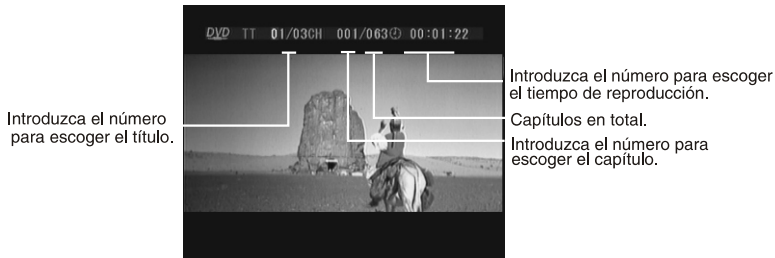 DVD TT 01/03CH 001/063 00:01:22
Introduzca el número para escoger
el tiempo de reproducción.
Capítulos en total.
Introduzca el número para
escoger el capítulo.
Introduzca el número
para escoger el título.